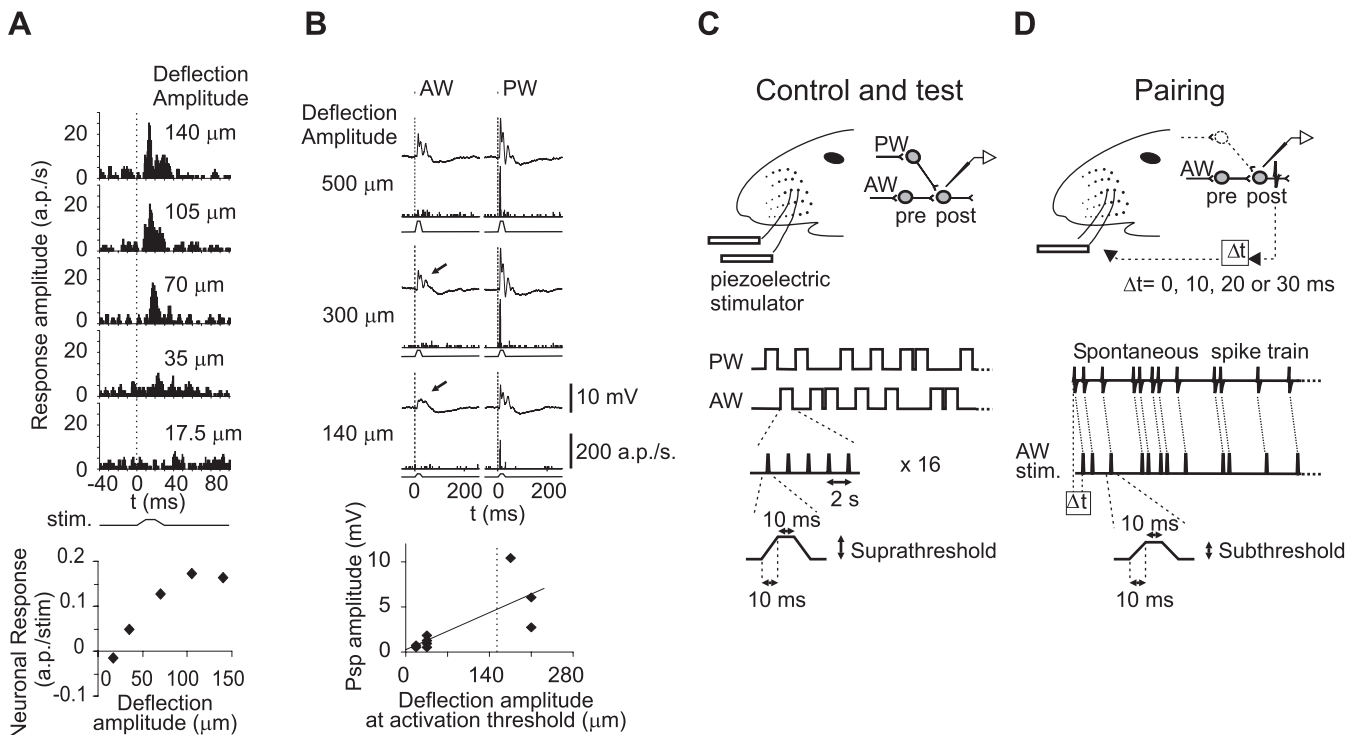 A
Deflection
Amplitude
140 μm
105 μm
70 μm
35 μm
17.5 μm
Response amplitude (a.p./s)
20
0
20
0
20
0
20
0
20
0
-40 0 40 80
t (ms)
stim.
Neuronal Response
(a.p./stim)
0.2
0.1
0
-0.1
0 50 100 150
Deflection
amplitude (μm)
B
AW PW
Deflection
Amplitude
500 μm
300 μm
140 μm
10 mV
200 a.p./s.
0 200 0 200
t (ms)
Psp amplitude (mV)
10
5
0
0 140 280
Deflection amplitude
at activation threshold (μm)
C
Control and test
PW
AW
pre post
piezoelectric
stimulator
PW
AW
x 16
2 s
10 ms
Suprathreshold
10 ms
D
Pairing
AW
pre post
Δt
Δt= 0, 10, 20 or 30 ms
Spontaneous spike train
AW
stim.
Δt
10 ms
Subthreshold
10 ms